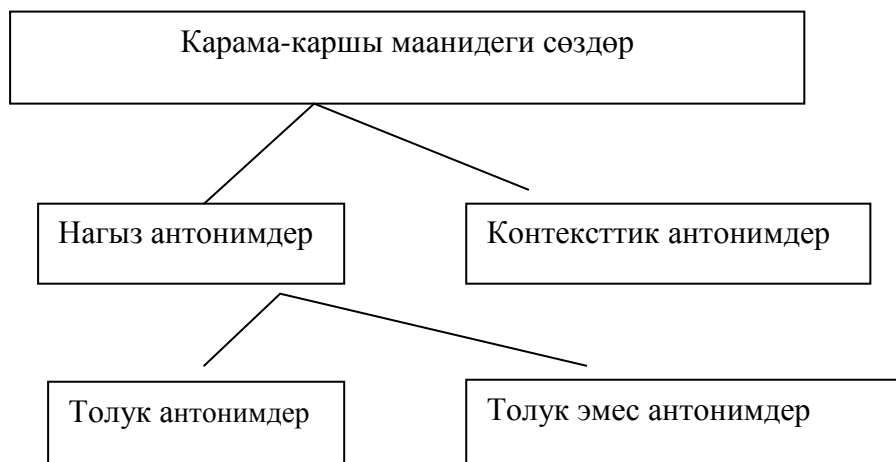 Карама-каршы маанидеги сөздөр
Нагыз антонимдер
Контексттик антонимдер
Толук антонимдер
Толук эмес антонимдер